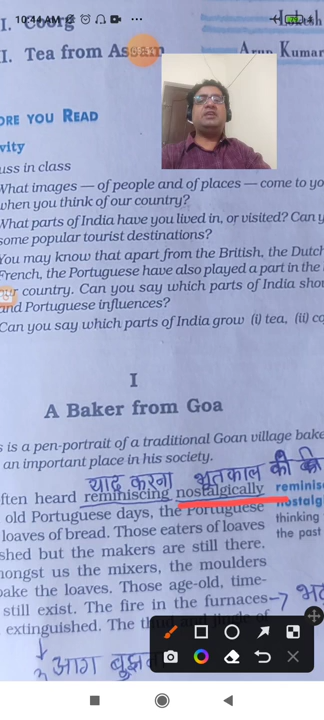 10:44 AM
I. Coorg
I. Tea from Assam
Lokesh
Arup Kumar
ORE YOU READ
vity
uss in class
What images — of people and of places — come to yo
when you think of our country?
What parts of India have you lived in, or visited? Can y
some popular tourist destinations?
You may know that apart from the British, the Dutch
French, the Portuguese have also played a part in the
our country. Can you say which parts of India sho
and Portuguese influences?
Can you say which parts of India grow (i) tea, (ii) co
I
A Baker from Goa
s is a pen-portrait of a traditional Goan village bake
an important place in his society.
याद करना भूतकाल की
ften heard reminiscing nostalgically
reminis
old Portuguese days, the Portuguese
nostalg
loaves of bread. Those eaters of loaves
thinking
shed but the makers are still there.
the past
mongst us the mixers, the moulders
bake the loaves. Those age-old, time-
still exist. The fire in the furnaces
extinguished. The
of
आग